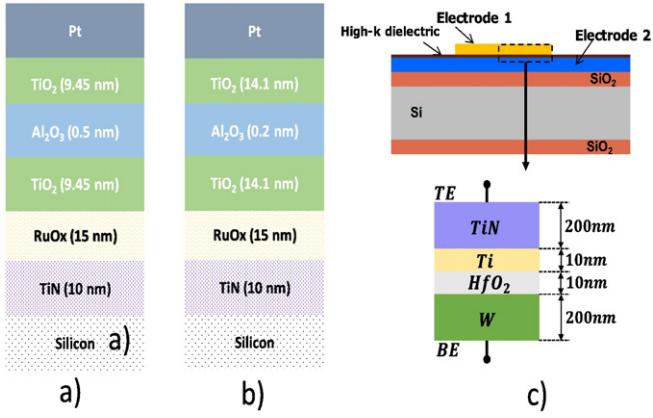 Pt
TiO₂ (9.45 nm)
Al₂O₃ (0.5 nm)
TiO₂ (9.45 nm)
RuOx (15 nm)
TiN (10 nm)
Silicon a)
a)
Pt
TiO₂ (14.1 nm)
Al₂O₃ (0.2 nm)
TiO₂ (14.1 nm)
RuOx (15 nm)
TiN (10 nm)
Silicon
b)
Electrode 1
High-k dielectric
Electrode 2
SiO₂
Si
SiO₂
TE
TiN 200nm
Ti 10nm
HfO₂ 10nm
W 200nm
BE
c)